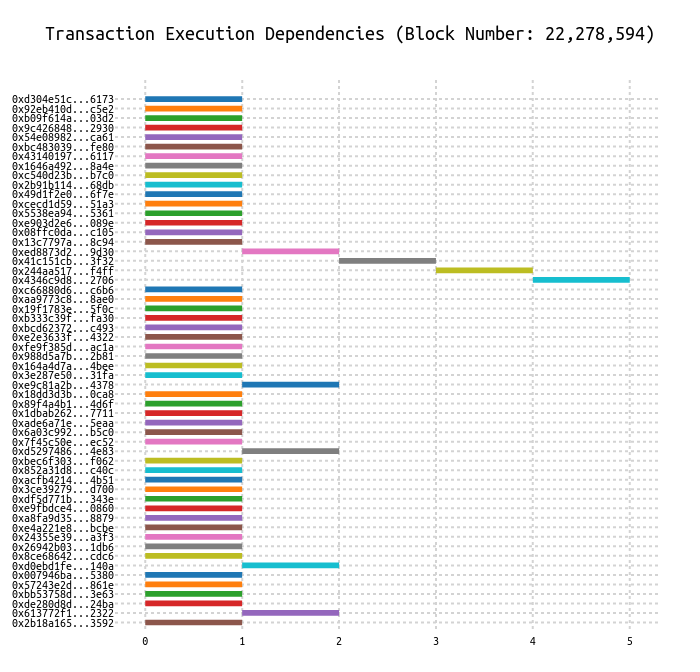 Transaction Execution Dependencies (Block Number: 22,278,594)
0xd304e51c...6173
0x92eb410d...c5e2
0xb09f614a...03d2
0x9c426848...2930
0x54e08982...ca61
0xbc483039...fe80
0x43140197...6117
0x1646a492...8a4e
0xc540d23b...b7c0
0x2b91b114...68db
0x49d1f2e0...6f7e
0xcecd1d59...51a3
0x5538ea94...5361
0xe903d2e6...089e
0x08ffc0da...c105
0x13c7797a...8c94
0xed8873d2...9d30
0x41c151cb...3f32
0x244aa517...f4ff
0x4346c9d8...2706
0xc66880d6...c6b6
0xaa9773c8...8ae0
0x19f1783e...5f0c
0xb333c39f...fa30
0xbcd62372...c493
0xe2e3633f...4322
0xfe9f385d...ac1a
0x988d5a7b...2b81
0x164a4d7a...4bee
0x3e287e50...31fa
0xe9c81a2b...4378
0x18dd3d3b...0ca8
0x89f4a4b1...4d6f
0x1dbab262...7711
0xade6a71e...5eaa
0x6a03c992...b5c0
0x7f45c50e...ec52
0xd5297486...4e83
0xbec6f303...f062
0x852a31d8...c40c
0xacfb4214...4b51
0x3ce39279...d700
0xdf5d771b...343e
0xe9fbdce4...0860
0xa8fa9d35...8879
0xe4a221e8...bcbe
0x24355e39...a3f3
0x26942b03...1db6
0x8ce68642...cdc6
0xd0ebd1fe...140a
0x007946ba...5380
0x57243e2d...861e
0xbb53758d...3e63
0xde280d8d...24ba
0x613772f1...2322
0x2b18a165...3592
0 1 2 3 4 5